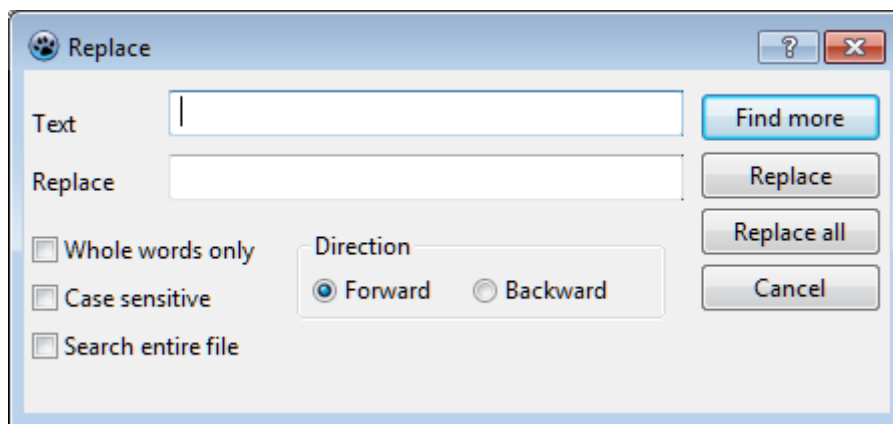 Replace
Text
Find more
Replace
Replace
Whole words only
Direction
Replace all
Case sensitive
Forward
Backward
Cancel
Search entire file